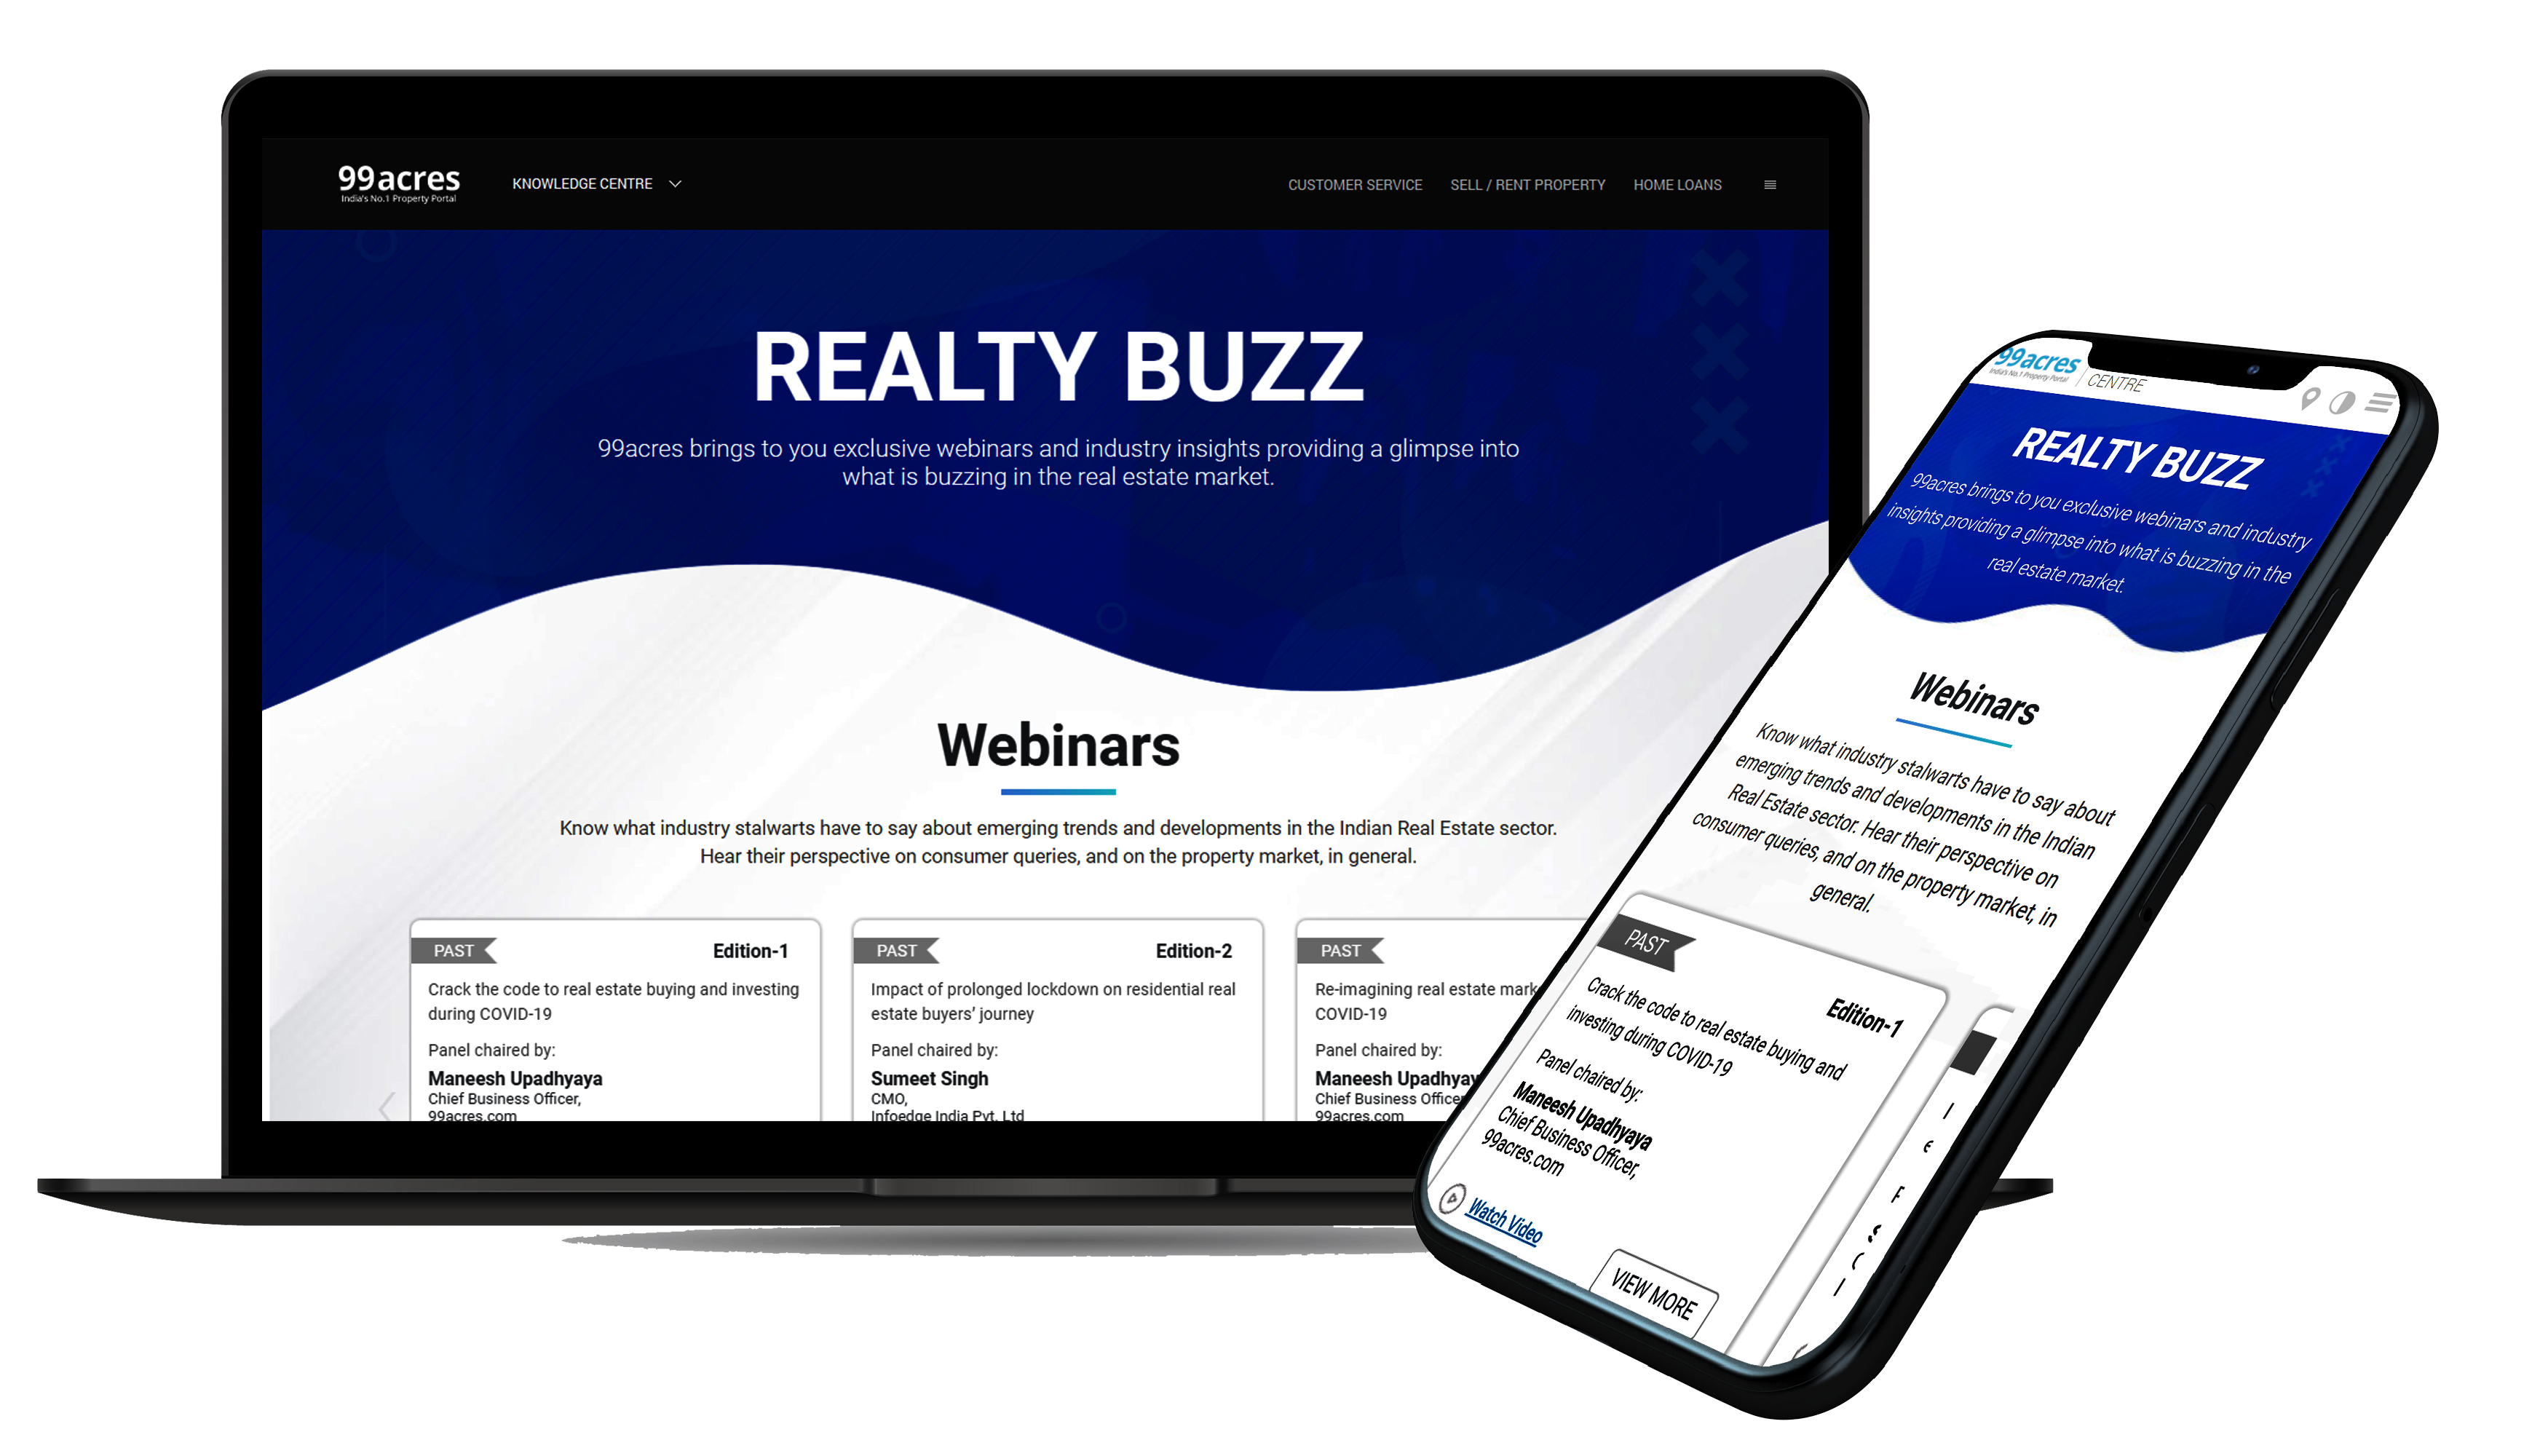 99acres
India's No.1 Property Portal
KNOWLEDGE CENTRE
CUSTOMER SERVICE
SELL / RENT PROPERTY
HOME LOANS
REALTY BUZZ
99acres brings to you exclusive webinars and industry insights providing a glimpse into
what is buzzing in the real estate market.
Webinars
Know what industry stalwarts have to say about emerging trends and developments in the Indian Real Estate sector.
Hear their perspective on consumer queries, and on the property market, in general.
PAST
Edition-1
Crack the code to real estate buying and investing
during COVID-19
Panel chaired by:
Maneesh Upadhyaya
Chief Business Officer,
99acres.com
PAST
Edition-2
Impact of prolonged lockdown on residential real
estate buyers' journey
Panel chaired by:
Sumeet Singh
CMO,
Infoedge India Pvt. Ltd
PAST
Re-imagining real estate
COVID-19
Panel chaired by:
Maneesh
Chief Business
99acres.com
99acres
India's No.1 Property Portal
CENTRE
REALTY BUZZ
99acres brings to you exclusive webinars and industry
insights providing a glimpse into what is buzzing in the
real estate market.
Webinars
Know what industry stalwarts have to say about
emerging trends and developments in the Indian
Real Estate sector. Hear their perspective on
consumer queries, and on the property market, in
general.
PAST
Edition-1
Crack the code to real estate buying and
investing during COVID-19
Panel chaired by:
Maneesh Upadhyaya
Chief Business Officer,
99acres.com
Watch Video
VIEW MORE